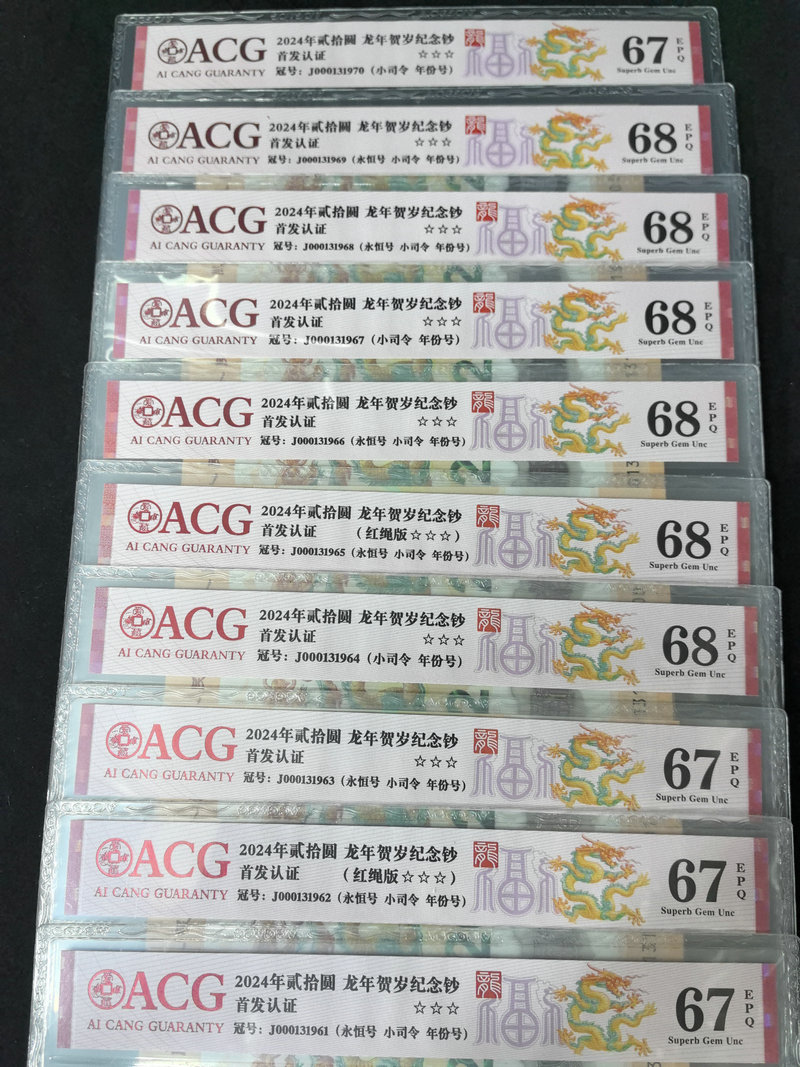 ACG
AI CANG GUARANTY
2024年贰拾圆 龙年贺岁纪念钞
首发认证 ☆☆☆
冠号：J000131970（小司令 年份号）
龍
福
67
EPQ
Superb Gem Unc
ACG
AI CANG GUARANTY
2024年贰拾圆 龙年贺岁纪念钞
首发认证 ☆☆☆
冠号：J000131969（永恒号 小司令 年份号）
龍
福
68
EPQ
Superb Gem Unc
ACG
AI CANG GUARANTY
2024年贰拾圆 龙年贺岁纪念钞
首发认证 ☆☆☆
冠号：J000131968（永恒号 小司令 年份号）
龍
福
68
EPQ
Superb Gem Unc
ACG
AI CANG GUARANTY
2024年贰拾圆 龙年贺岁纪念钞
首发认证 ☆☆☆
冠号：J000131967（小司令 年份号）
龍
福
68
EPQ
Superb Gem Unc
ACG
AI CANG GUARANTY
2024年贰拾圆 龙年贺岁纪念钞
首发认证 ☆☆☆
冠号：J000131966（永恒号 小司令 年份号）
龍
福
68
EPQ
Superb Gem Unc
ACG
AI CANG GUARANTY
2024年贰拾圆 龙年贺岁纪念钞
首发认证 （红绳版☆☆☆）
冠号：J000131965（永恒号 小司令 年份号）
龍
福
68
EPQ
Superb Gem Unc
ACG
AI CANG GUARANTY
2024年贰拾圆 龙年贺岁纪念钞
首发认证 ☆☆☆
冠号：J000131964（小司令 年份号）
龍
福
68
EPQ
Superb Gem Unc
ACG
AI CANG GUARANTY
2024年贰拾圆 龙年贺岁纪念钞
首发认证 ☆☆☆
冠号：J000131963（永恒号 小司令 年份号）
龍
福
67
EPQ
Superb Gem Unc
ACG
AI CANG GUARANTY
2024年贰拾圆 龙年贺岁纪念钞
首发认证 （红绳版☆☆☆）
冠号：J000131962（永恒号 小司令 年份号）
龍
福
67
EPQ
Superb Gem Unc
ACG
AI CANG GUARANTY
2024年贰拾圆 龙年贺岁纪念钞
首发认证 ☆☆☆
冠号：J000131961（永恒号 小司令 年份号）
龍
福
67
EPQ
Superb Gem Unc